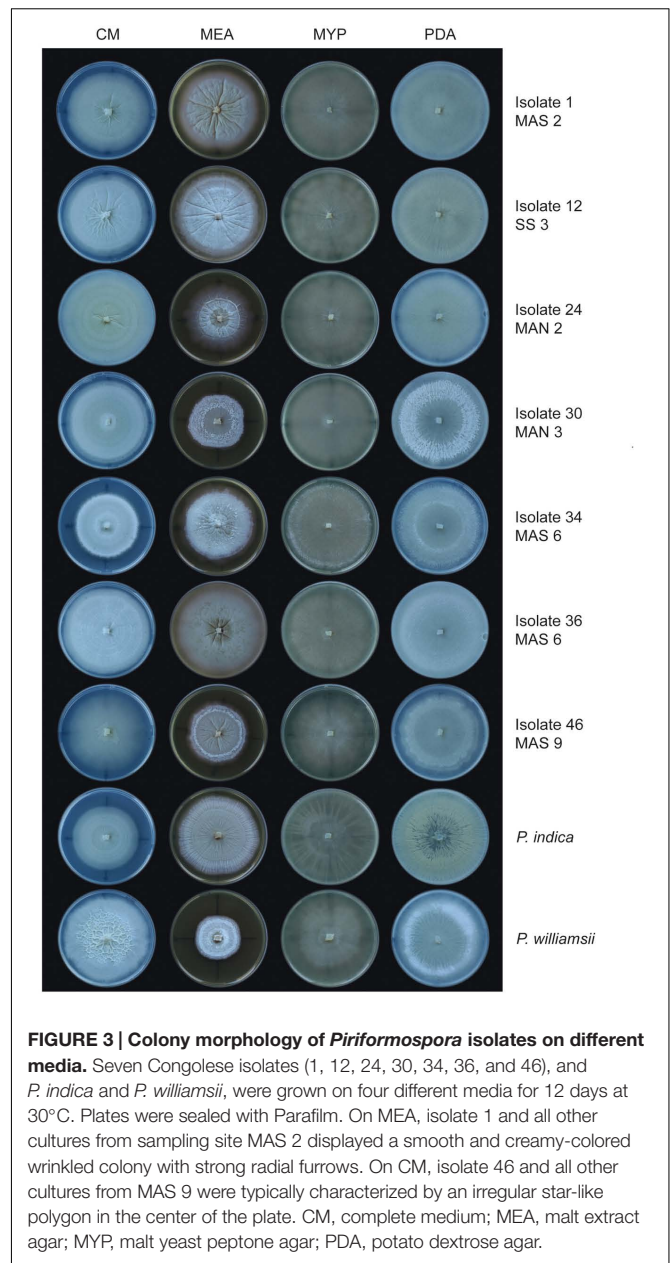 CM MEA MYP PDA
Isolate 1
MAS 2
Isolate 12
SS 3
Isolate 24
MAN 2
Isolate 30
MAN 3
Isolate 34
MAS 6
Isolate 36
MAS 6
Isolate 46
MAS 9
P. indica
P. williamsii
FIGURE 3 | Colony morphology of Piriformospora isolates on different
media. Seven Congolese isolates (1, 12, 24, 30, 34, 36, and 46), and
P. indica and P. williamsii, were grown on four different media for 12 days at
30°C. Plates were sealed with Parafilm. On MEA, isolate 1 and all other
cultures from sampling site MAS 2 displayed a smooth and creamy-colored
wrinkled colony with strong radial furrows. On CM, isolate 46 and all other
cultures from MAS 9 were typically characterized by an irregular star-like
polygon in the center of the plate. CM, complete medium; MEA, malt extract
agar; MYP, malt yeast peptone agar; PDA, potato dextrose agar.